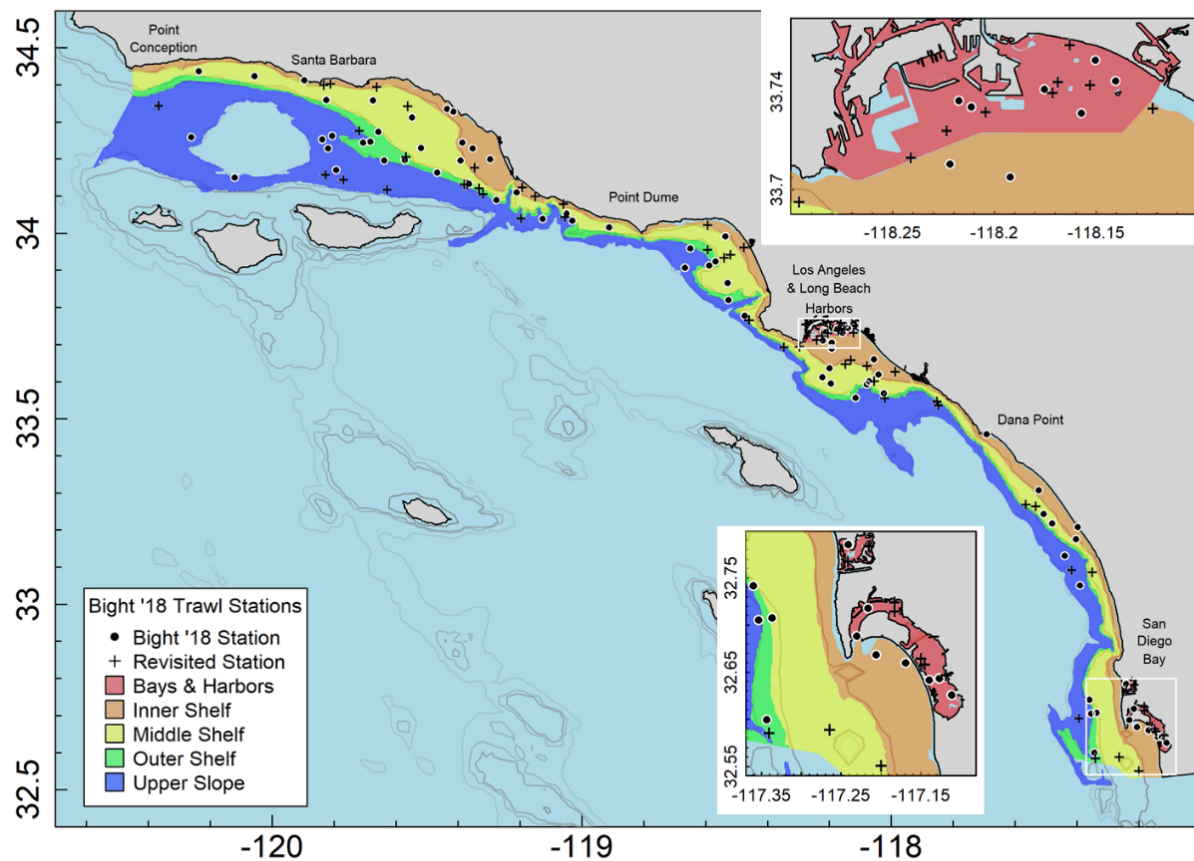 Point
Conception
Santa Barbara
Point Dume
Los Angeles
& Long Beach
Harbors
Dana Point
San
Diego
Bay
34.5
34
33.5
33
32.5
-120
-119
-118
33.74
33.7
-118.25
-118.2
-118.15
32.75
32.65
32.55
-117.35
-117.25
-117.15
Bight '18 Trawl Stations
Bight '18 Station
Revisited Station
Bays & Harbors
Inner Shelf
Middle Shelf
Outer Shelf
Upper Slope